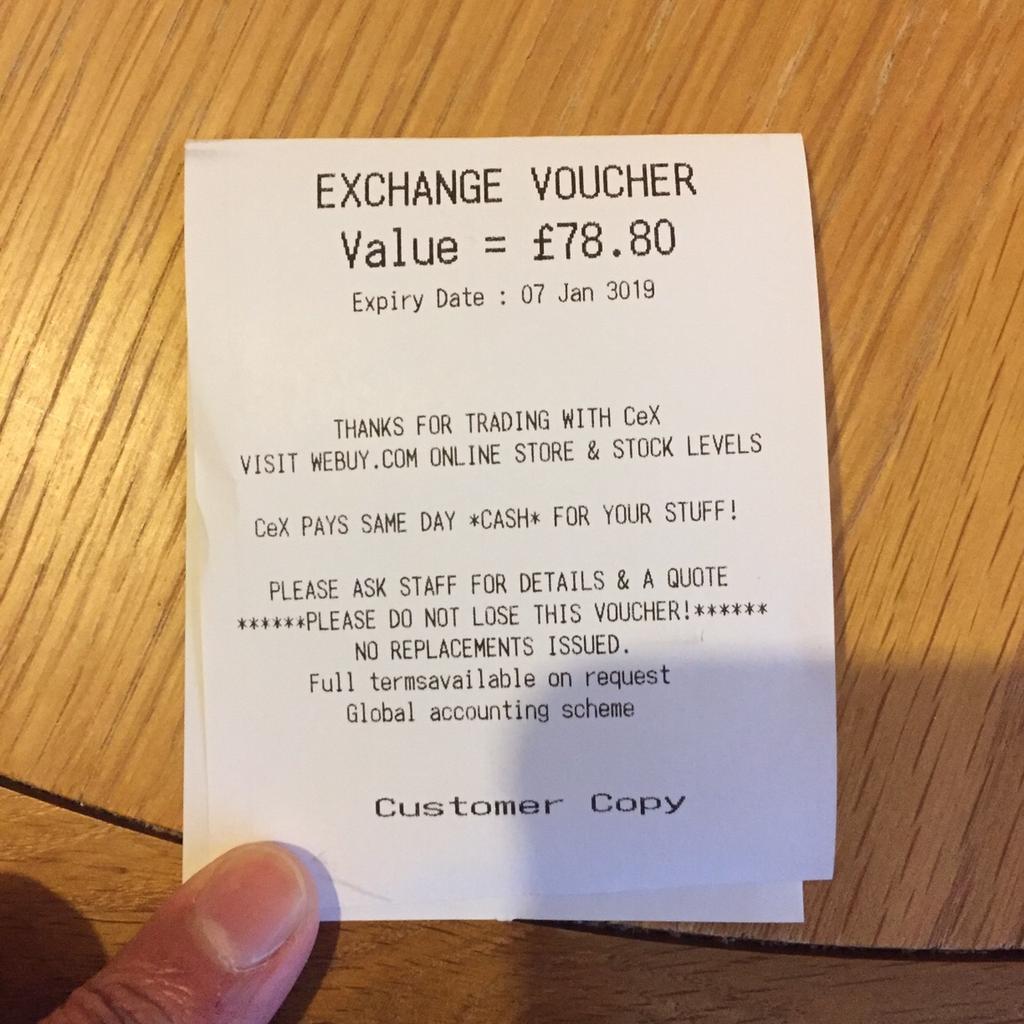 EXCHANGE VOUCHER
Value = £78.80
Expiry Date : 07 Jan 3019
THANKS FOR TRADING WITH CeX
VISIT WEBUY.COM ONLINE STORE & STOCK LEVELS
CeX PAYS SAME DAY *CASH* FOR YOUR STUFF!
PLEASE ASK STAFF FOR DETAILS & A QUOTE
******PLEASE DO NOT LOSE THIS VOUCHER!******
NO REPLACEMENTS ISSUED.
Full termsavailable on request
Global accounting scheme
Customer Copy